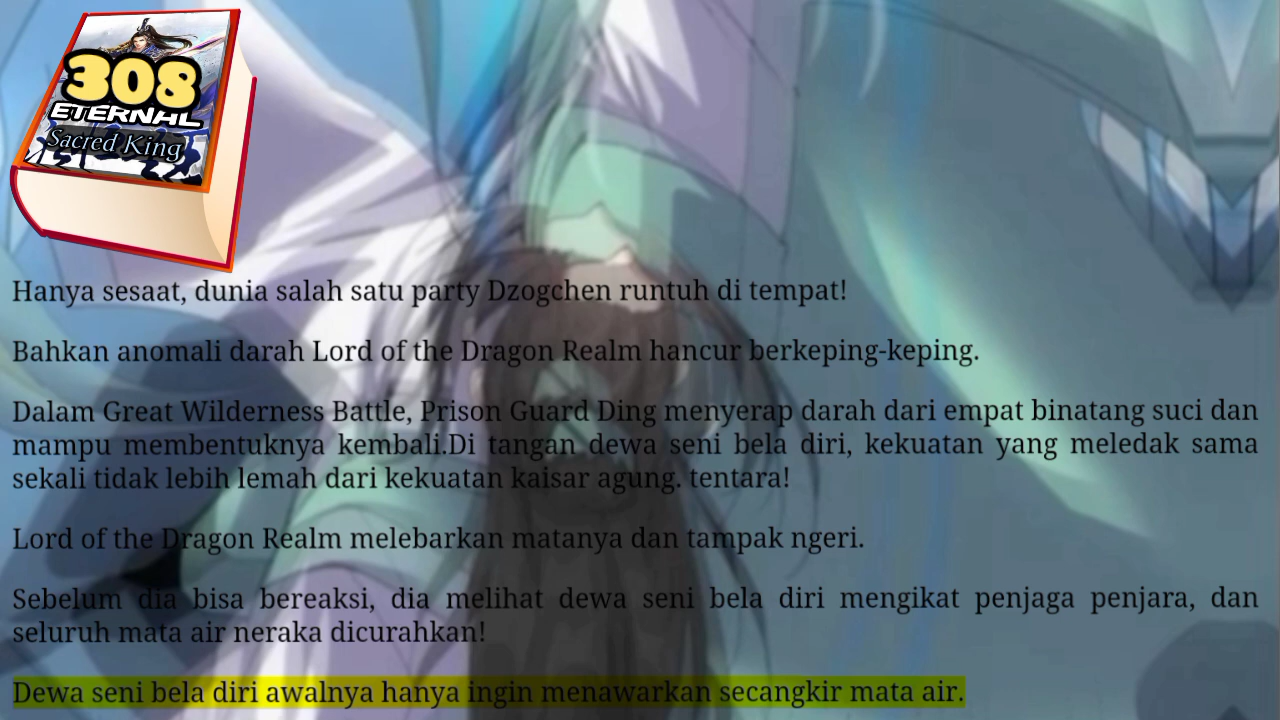 308
ETERNAL
Sacred King
Hanya sesaat, dunia salah satu party Dzogchen runtuh di tempat!
Bahkan anomali darah Lord of the Dragon Realm hancur berkeping-keping.
Dalam Great Wilderness Battle, Prison Guard Ding menyerap darah dari empat binatang suci dan
mampu membentuknya kembali.Di tangan dewa seni bela diri, kekuatan yang meledak sama
sekali tidak lebih lemah dari kekuatan kaisar agung. tentara!
Lord of the Dragon Realm melebarkan matanya dan tampak ngeri.
Sebelum dia bisa bereaksi, dia melihat dewa seni bela diri mengikat penjaga penjara, dan
seluruh mata air neraka dicurahkan!
Dewa seni bela diri awalnya hanya ingin menawarkan secangkir mata air.